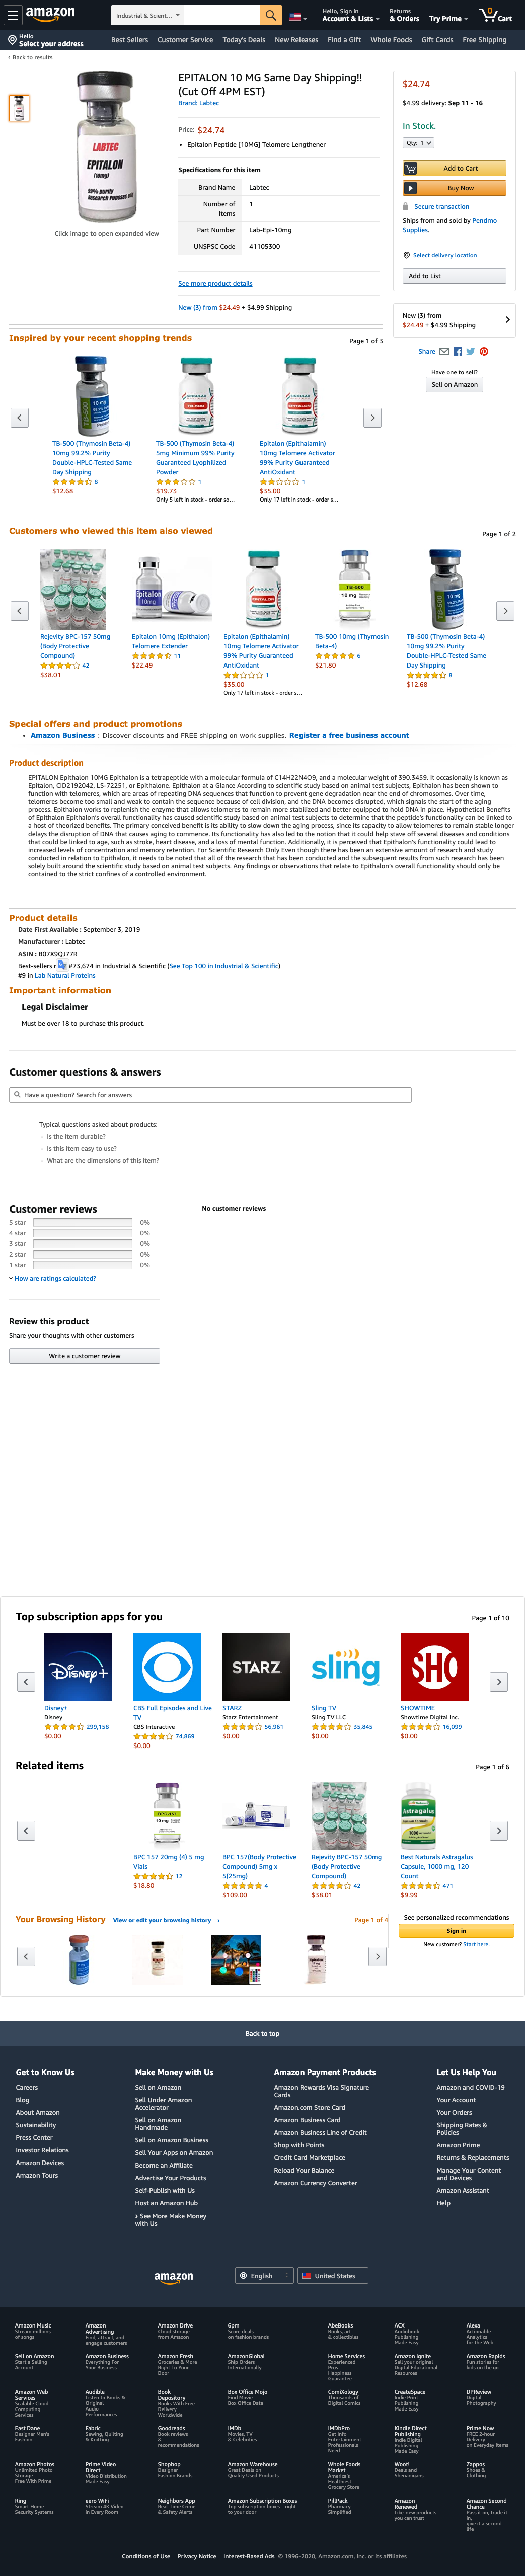 amazon
Industrial & Scient...
Hello, Sign in
Account & Lists
Returns
& Orders
Try Prime
0
Cart
Hello
Select your address
Best Sellers
Customer Service
Today's Deals
New Releases
Find a Gift
Whole Foods
Gift Cards
Free Shipping
‹ Back to results
LABTEC
EPITALON
(10 mg)
99% purity
Research Purposes Only
Click image to open expanded view
EPITALON 10 MG Same Day Shipping!!
(Cut Off 4PM EST)
Brand: Labtec
Price: $24.74
• Epitalon Peptide [10MG] Telomere Lengthener
Specifications for this item
Brand Name Labtec
Number of
Items
1
Part Number Lab-Epi-10mg
UNSPSC Code 41105300
See more product details
New (3) from $24.49 + $4.99 Shipping
$24.74
$4.99 delivery: Sep 11 - 16
In Stock.
Qty: 1
Add to Cart
Buy Now
Secure transaction
Ships from and sold by Pendmo
Supplies.
Select delivery location
Add to List
New (3) from
$24.49 + $4.99 Shipping
Share
Have one to sell?
Sell on Amazon
Inspired by your recent shopping trends
Page 1 of 3
TB-500 (Thymosin Beta-4)
10mg 99.2% Purity
Double-HPLC-Tested Same
Day Shipping
8
$12.68
TB-500 (Thymosin Beta-4)
5mg Minimum 99% Purity
Guaranteed Lyophilized
Powder
1
$19.73
Only 5 left in stock - order so...
Epitalon (Epithalamin)
10mg Telomere Activator
99% Purity Guaranteed
AntiOxidant
1
$35.00
Only 17 left in stock - order s...
Customers who viewed this item also viewed
Page 1 of 2
Rejevity BPC-157 50mg
(Body Protective
Compound)
42
$38.01
Epitalon 10mg (Epithalon)
Telomere Extender
11
$22.49
Epitalon (Epithalamin)
10mg Telomere Activator
99% Purity Guaranteed
AntiOxidant
1
$35.00
Only 17 left in stock - order s...
TB-500 10mg (Thymosin
Beta-4)
6
$21.80
TB-500 (Thymosin Beta-4)
10mg 99.2% Purity
Double-HPLC-Tested Same
Day Shipping
8
$12.68
Special offers and product promotions
• Amazon Business : Discover discounts and FREE shipping on work supplies. Register a free business account
Product description
EPITALON Epithalon 10MG Epithalon is a tetrapeptide with a molecular formula of C14H22N4O9, and a molecular weight of 390.3459. It occasionally is known as
Epitalon, CID219Z042, LS-72251, or Epithalane. Epithalon at a Glance According to scientific study based on animal test subjects, Epithalon has been
determined to work in relation to telomeres, which are areas of repeating DNA sequences that function to prevent gene degradation near the end of chromosomes. Over time,
telomeres become too small and weak to contain the sequence because of cell division, and the DNA becomes disrupted, which signals the start of the aging
process. Epithalon works to replenish the enzymes contained in the telomeres, which in turn allows the telomeres to hold DNA in place more potently. Hypothetical Benefits
of Epithalon Epithalon's overall functionality has caused scientific study based on animal test subjects to determine that the peptide's functionality can be linked to
a host of theorized benefits. The primary conceived benefit is its ability to slow down the aging process, since its capacity to allow telomeres to remain stable longer
delays the disruption of DNA that causes aging to commence. Its functionality has also led to the notion that it could help to reduce the impact of diseases and conditions that
could be linked to age, such as stroke, heart disease, and a loss of mental function. Additionally, it is perceived that Epithalon's functionality could lead to
increased muscle strength and a quicker recovery time. For Scientific Research Only Even though there is an extensive amount of research that has been
conducted in relation to Epithalon, it needs to be noted that all of the research that has been conducted and the subsequent results from such research has been
solely built around the scientific study based on animal test subjects. Any findings or observations that relate to Epithalon's overall functionality should only be
contained to the strict confines of a controlled environment.
Product details
Date First Available : September 3, 2019
Manufacturer : Labtec
ASIN : B07X9QJ77R
Best-sellers r #73,674 in Industrial & Scientific (See Top 100 in Industrial & Scientific)
#9 in Lab Natural Proteins
Important information
Legal Disclaimer
Must be over 18 to purchase this product.
Customer questions & answers
Have a question? Search for answers
Typical questions asked about products:
- Is the item durable?
- Is this item easy to use?
- What are the dimensions of this item?
Customer reviews
No customer reviews
5 star 0%
4 star 0%
3 star 0%
2 star 0%
1 star 0%
How are ratings calculated?
Review this product
Share your thoughts with other customers
Write a customer review
Top subscription apps for you
Page 1 of 10
Disney+
STARZ
sling
SHO
Disney+
Disney
299,158
$0.00
CBS Full Episodes and Live
TV
CBS Interactive
74,869
$0.00
STARZ
Starz Entertainment
56,961
$0.00
Sling TV
Sling TV LLC
35,845
$0.00
SHOWTIME
Showtime Digital Inc.
16,099
$0.00
Related items
Page 1 of 6
BPC 157 20mg (4) 5 mg
Vials
12
$18.80
BPC 157(Body Protective
Compound) 5mg x
5(25mg)
4
$109.00
Rejevity BPC-157 50mg
(Body Protective
Compound)
42
$38.01
Best Naturals Astragalus
Capsule, 1000 mg, 120
Count
471
$9.99
Your Browsing History View or edit your browsing history ›
Page 1 of 4
See personalized recommendations
Sign in
New customer? Start here.
Back to top
Get to Know Us
Careers
Blog
About Amazon
Sustainability
Press Center
Investor Relations
Amazon Devices
Amazon Tours
Make Money with Us
Sell on Amazon
Sell Under Amazon
Accelerator
Sell on Amazon
Handmade
Sell on Amazon Business
Sell Your Apps on Amazon
Become an Affiliate
Advertise Your Products
Self-Publish with Us
Host an Amazon Hub
› See More Make Money
with Us
Amazon Payment Products
Amazon Rewards Visa Signature
Cards
Amazon.com Store Card
Amazon Business Card
Amazon Business Line of Credit
Shop with Points
Credit Card Marketplace
Reload Your Balance
Amazon Currency Converter
Let Us Help You
Amazon and COVID-19
Your Account
Your Orders
Shipping Rates &
Policies
Amazon Prime
Returns & Replacements
Manage Your Content
and Devices
Amazon Assistant
Help
amazon
English
United States
Amazon Music
Stream millions
of songs
Amazon
Advertising
Find, attract, and
engage customers
Amazon Drive
Cloud storage
from Amazon
6pm
Score deals
on fashion brands
AbeBooks
Books, art
& collectibles
ACX
Audiobook
Publishing
Made Easy
Alexa
Actionable
Analytics
for the Web
Sell on Amazon
Start a Selling
Account
Amazon Business
Everything For
Your Business
Amazon Fresh
Groceries & More
Right To Your
Door
AmazonGlobal
Ship Orders
Internationally
Home Services
Experienced
Pros
Happiness
Guarantee
Amazon Ignite
Sell your original
Digital Educational
Resources
Amazon Rapids
Fun stories for
kids on the go
Amazon Web
Services
Scalable Cloud
Computing
Services
Audible
Listen to Books &
Original
Audio
Performances
Book
Depository
Books With Free
Delivery
Worldwide
Box Office Mojo
Find Movie
Box Office Data
ComiXology
Thousands of
Digital Comics
CreateSpace
Indie Print
Publishing
Made Easy
DPReview
Digital
Photography
East Dane
Designer Men's
Fashion
Fabric
Sewing, Quilting
& Knitting
Goodreads
Book reviews
&
recommendations
IMDb
Movies, TV
& Celebrities
IMDbPro
Get Info
Entertainment
Professionals
Need
Kindle Direct
Publishing
Indie Digital
Publishing
Made Easy
Prime Now
FREE 2-Hour
Delivery
on Everyday Items
Amazon Photos
Unlimited Photo
Storage
Free With Prime
Prime Video
Direct
Video Distribution
Made Easy
Shopbop
Designer
Fashion Brands
Amazon Warehouse
Great Deals on
Quality Used Products
Whole Foods
Market
America's
Healthiest
Grocery Store
Woot!
Deals and
Shenanigans
Zappos
Shoes &
Clothing
Ring
Smart Home
Security Systems
eero WiFi
Stream 4K Video
in Every Room
Neighbors App
Real-Time Crime
& Safety Alerts
Amazon Subscription Boxes
Top subscription boxes – right
to your door
PillPack
Pharmacy
Simplified
Amazon
Renewed
Like-new products
you can trust
Amazon Second
Chance
Pass it on, trade it
in,
give it a second
life
Conditions of Use Privacy Notice Interest-Based Ads © 1996-2020, Amazon.com, Inc. or its affiliates